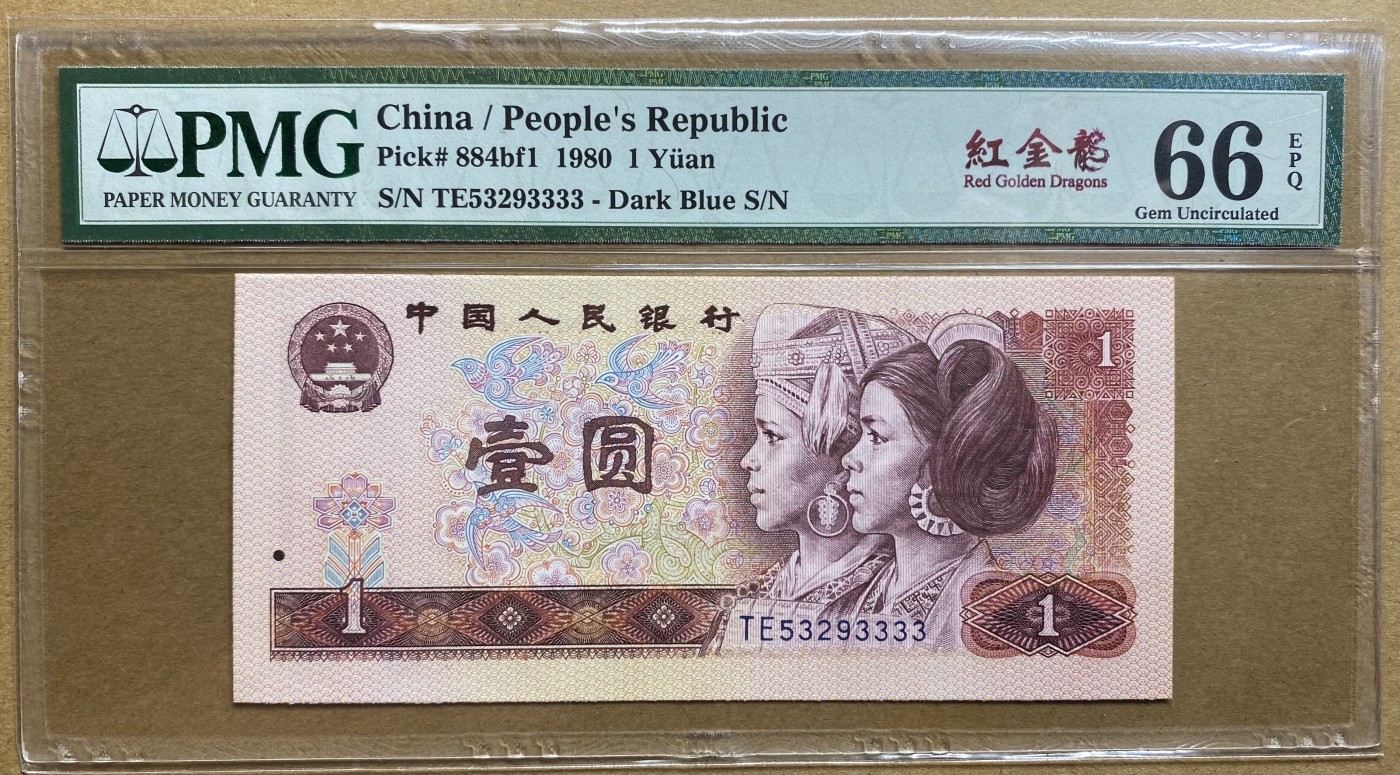 PMG
PAPER MONEY GUARANTY
China / People's Republic
Pick# 884bf1 1980 1 Yüan
S/N TE53293333 - Dark Blue S/N
紅金龍
Red Golden Dragons
66
EPQ
Gem Uncirculated
中国人民银行
1
壹圆
1
TE53293333
1